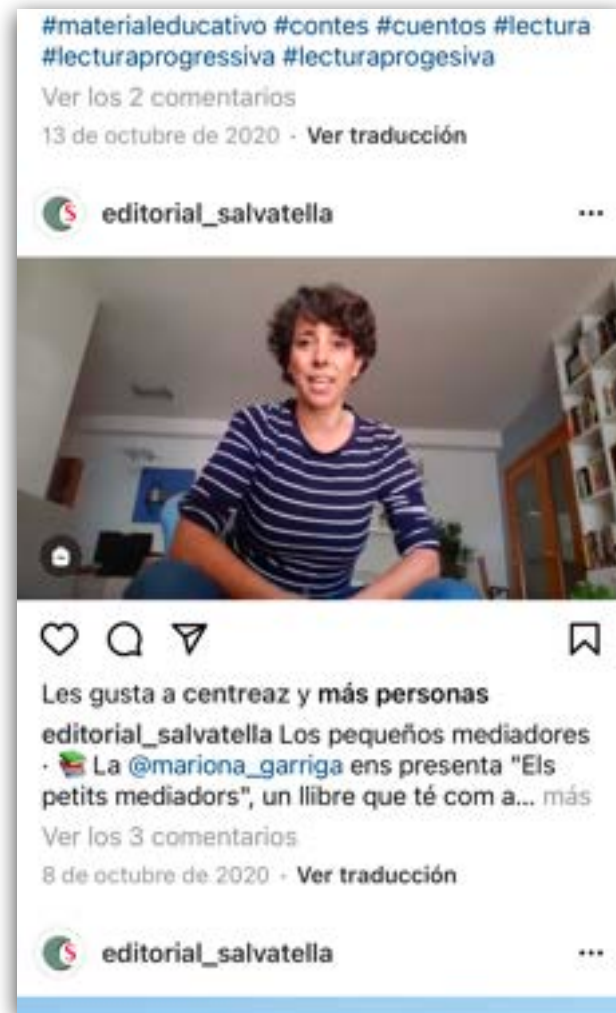 #materialeducativo #contes #cuentos #lectura
#lecturaprogressiva #lecturaprogesiva
Ver los 2 comentarios
13 de octubre de 2020 · Ver traducción
editorial_salvatella
Les gusta a centreaz y más personas
editorial_salvatella Los pequeños mediadores
· 📚 La @mariona_garriga ens presenta "Els
petits mediadors", un llibre que té com a... más
Ver los 3 comentarios
8 de octubre de 2020 · Ver traducción
editorial_salvatella